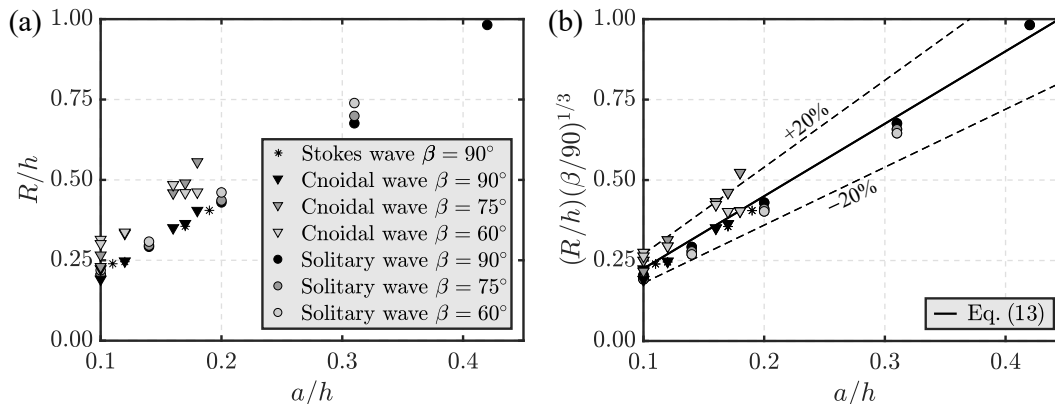 (a)
1.00
0.75
0.50
0.25
0.00
R/h
Stokes wave β = 90°
Cnoidal wave β = 90°
Cnoidal wave β = 75°
Cnoidal wave β = 60°
Solitary wave β = 90°
Solitary wave β = 75°
Solitary wave β = 60°
0.1
0.2
0.3
0.4
a/h
(b)
1.00
0.75
0.50
0.25
0.00
(R/h)(β/90)^{1/3}
+20%
−20%
Eq. (13)
0.1
0.2
0.3
0.4
a/h